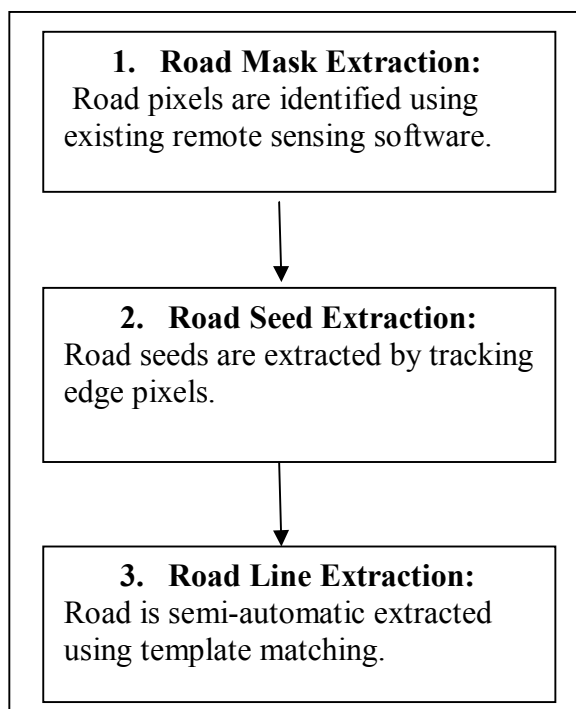 1. Road Mask Extraction:
Road pixels are identified using
existing remote sensing software.
2. Road Seed Extraction:
Road seeds are extracted by tracking
edge pixels.
3. Road Line Extraction:
Road is semi-automatic extracted
using template matching.